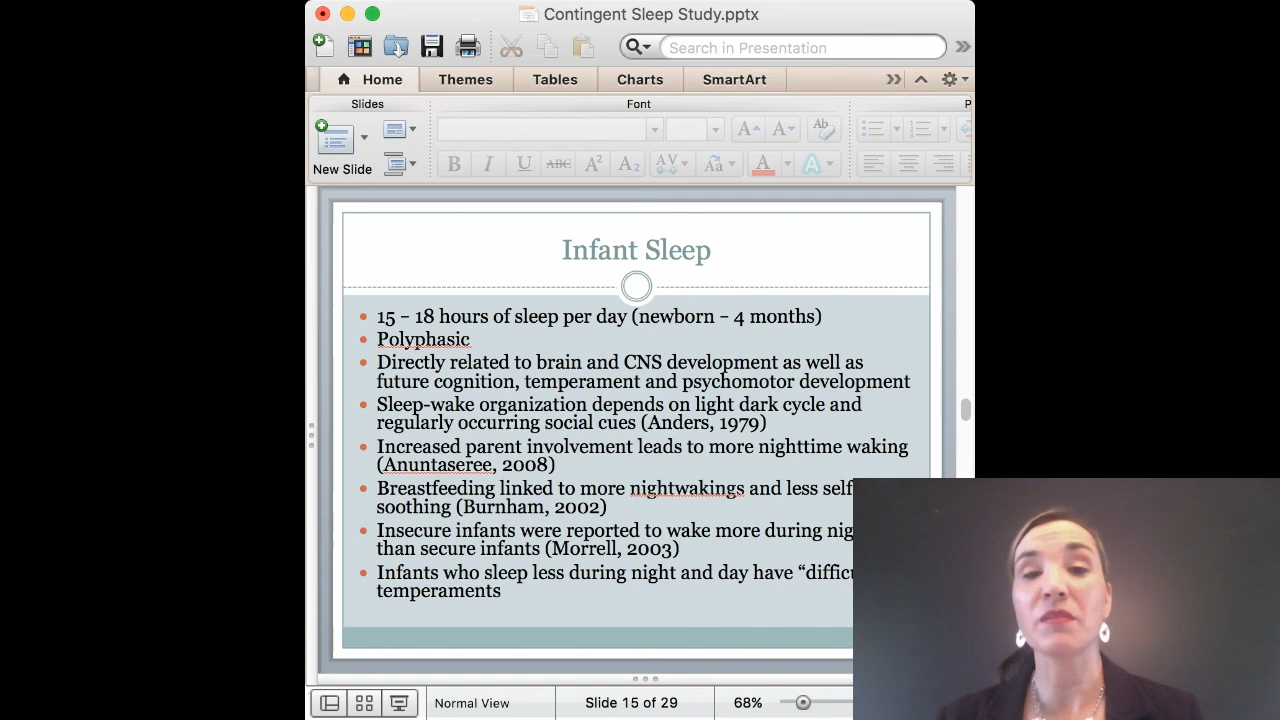 Contingent Sleep Study.pptx
Search in Presentation
Home Themes Tables Charts SmartArt
Slides Font P
New Slide
B I U ABC A² A₂ AV Aa A A
Infant Sleep
15 – 18 hours of sleep per day (newborn – 4 months)
Polyphasic
Directly related to brain and CNS development as well as
future cognition, temperament and psychomotor development
Sleep-wake organization depends on light dark cycle and
regularly occurring social cues (Anders, 1979)
Increased parent involvement leads to more nighttime waking
(Anuntaseree, 2008)
Breastfeeding linked to more nightwakings and less self
soothing (Burnham, 2002)
Insecure infants were reported to wake more during nig
than secure infants (Morrell, 2003)
Infants who sleep less during night and day have “difficu
temperaments
Normal View Slide 15 of 29 68%